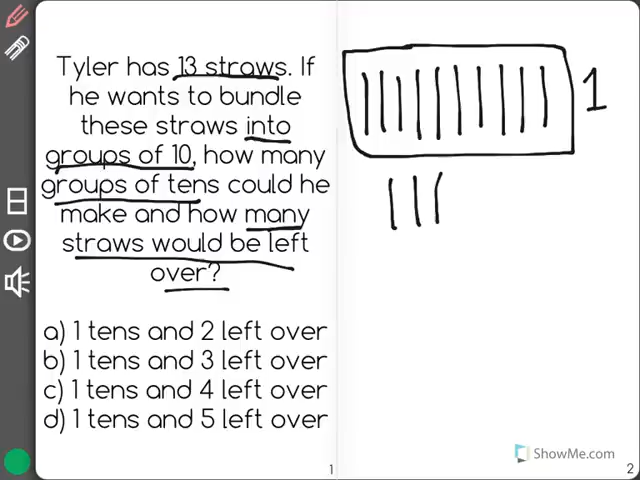 Tyler has 13 straws. If
he wants to bundle
these straws into
groups of 10, how many
groups of tens could he
make and how many
straws would be left
over?
a) 1 tens and 2 left over
b) 1 tens and 3 left over
c) 1 tens and 4 left over
d) 1 tens and 5 left over
1
1
ShowMe.com
2